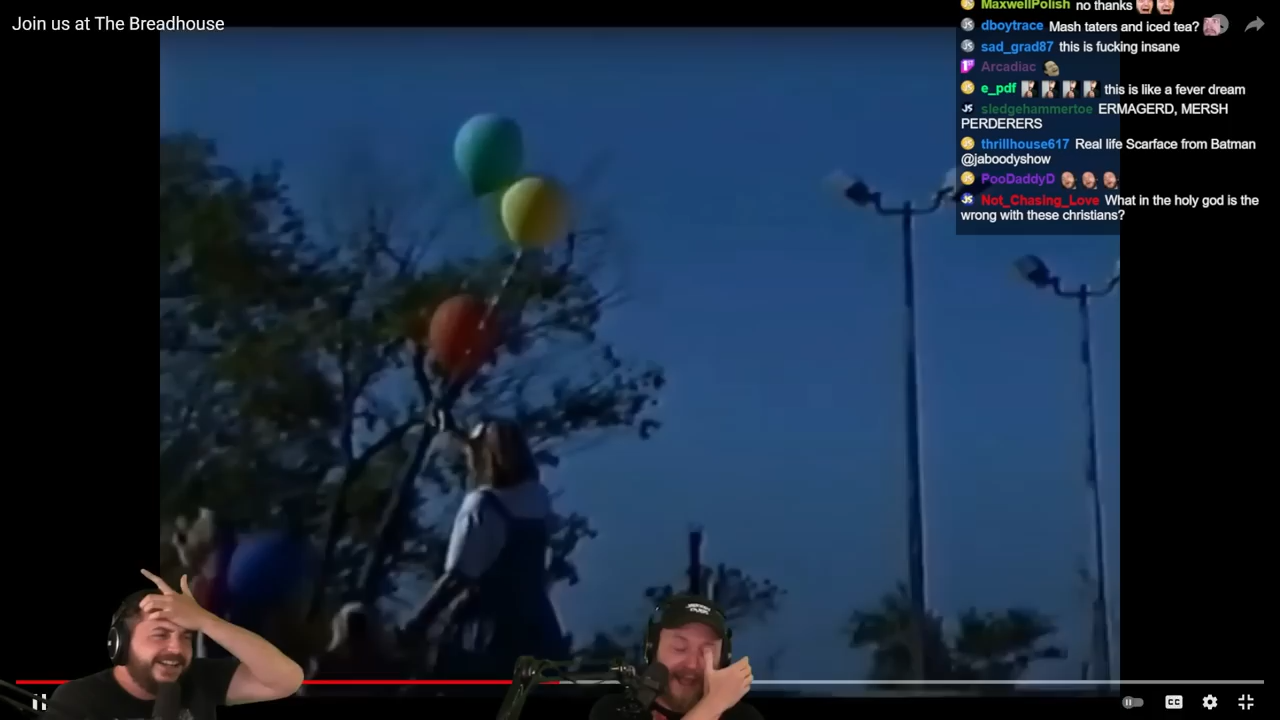 Join us at The Breadhouse
MaxwellPolish no thanks
dboytrace Mash taters and iced tea?
sad_grad87 this is fucking insane
Arcadiac
e_pdf this is like a fever dream
sledgehammertoe ERMAGERD, MERSH
PERDERERS
thrillhouse617 Real life Scarface from Batman
@jaboodyshow
PooDaddyD
Not_Chasing_Love What in the holy god is the
wrong with these christians?
CC